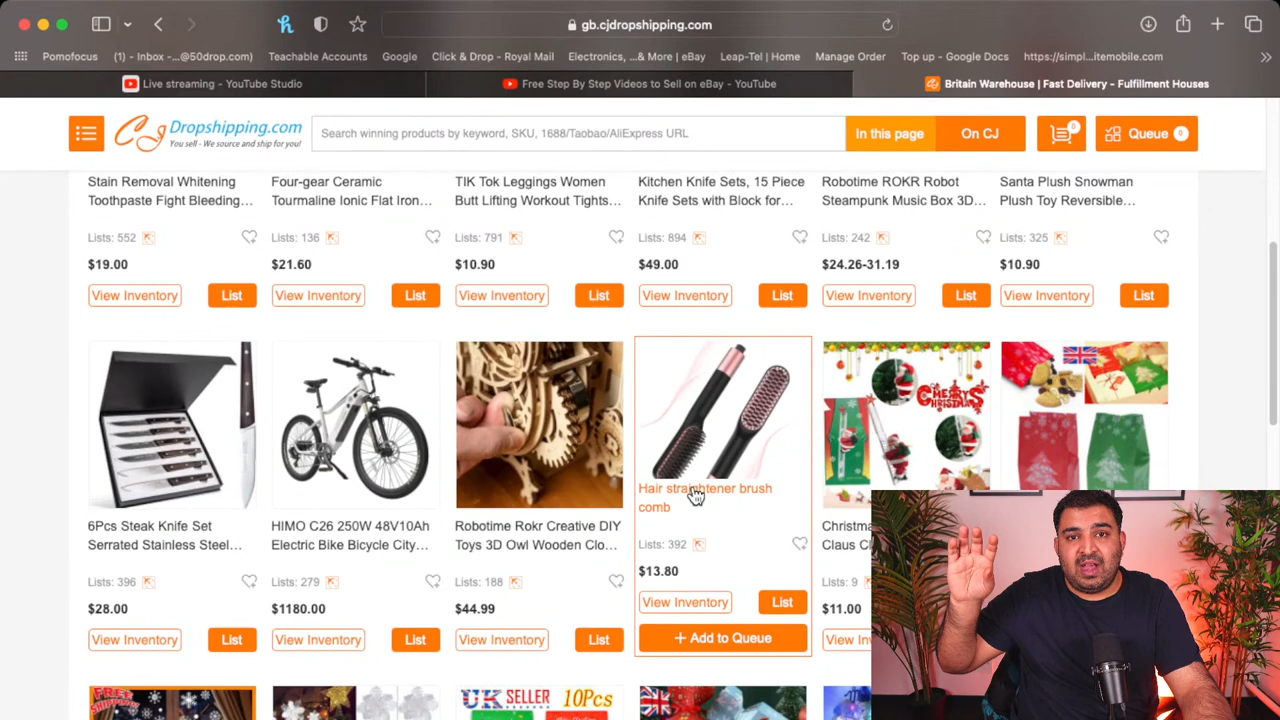 gb.cjdropshipping.com
Pomofocus
(1) - Inbox -...@50drop.com)
Teachable Accounts
Google
Click & Drop - Royal Mail
Electronics, ...& More | eBay
Leap-Tel | Home
Manage Order
Top up - Google Docs
https://simpl...itemobile.com
Live streaming - YouTube Studio
Free Step By Step Videos to Sell on eBay - YouTube
Britain Warehouse | Fast Delivery - Fulfillment Houses
CJ Dropshipping.com
You sell - We source and ship for you!
Search winning products by keyword, SKU, 1688/Taobao/AliExpress URL
In this page
On CJ
0
Queue 0
Stain Removal Whitening
Toothpaste Fight Bleeding...
Four-gear Ceramic
Tourmaline Ionic Flat Iron...
TIK Tok Leggings Women
Butt Lifting Workout Tights...
Kitchen Knife Sets, 15 Piece
Knife Sets with Block for...
Robotime ROKR Robot
Steampunk Music Box 3D...
Santa Plush Snowman
Plush Toy Reversible...
Lists: 552
Lists: 136
Lists: 791
Lists: 894
Lists: 242
Lists: 325
$19.00
$21.60
$10.90
$49.00
$24.26-31.19
$10.90
View Inventory
List
View Inventory
List
View Inventory
List
View Inventory
List
View Inventory
List
View Inventory
List
MERRY
CHRISTMAS
6Pcs Steak Knife Set
Serrated Stainless Steel...
Lists: 396
$28.00
View Inventory
List
HIMO C26 250W 48V10Ah
Electric Bike Bicycle City...
Lists: 279
$1180.00
View Inventory
List
Robotime Rokr Creative DIY
Toys 3D Owl Wooden Clo...
Lists: 188
$44.99
View Inventory
List
Hair straightener brush
comb
Lists: 392
$13.80
View Inventory
List
+ Add to Queue
Christm
Claus Cl
Lists: 9
$11.00
View Inv
FREE
SHIPPING
UK SELLER 10Pcs